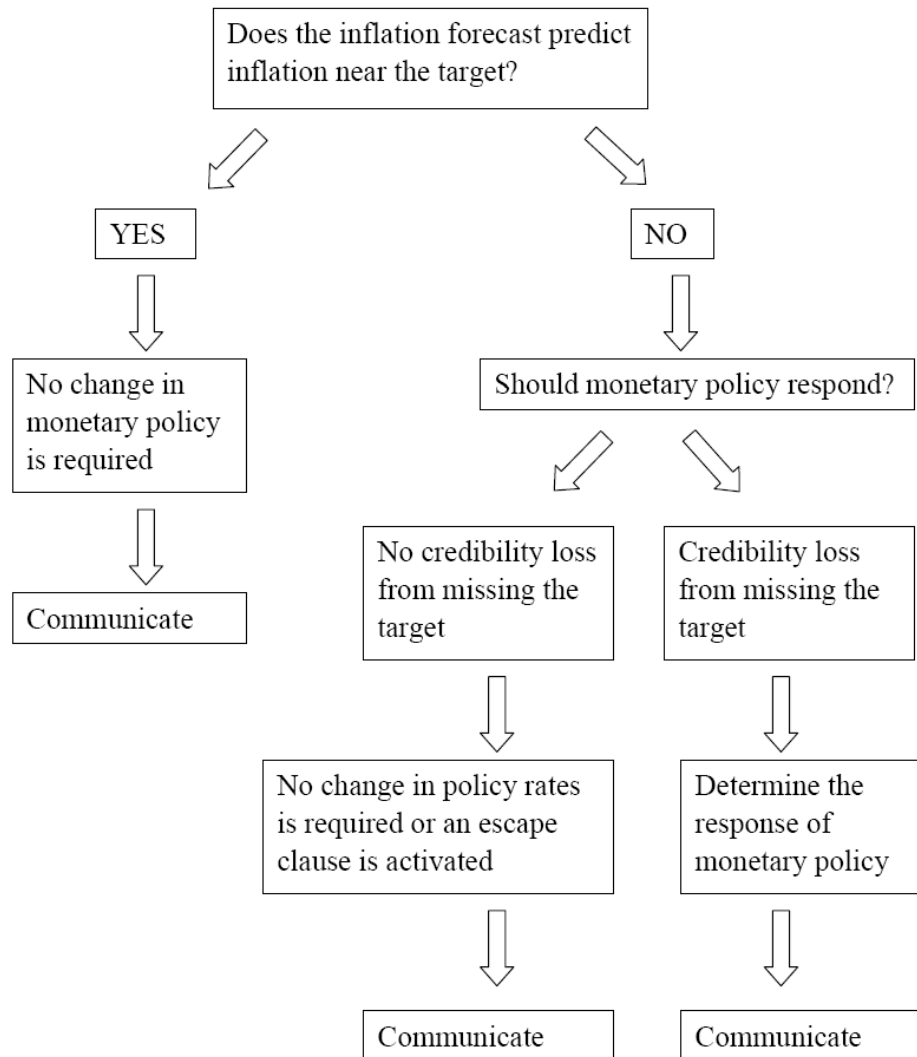 Does the inflation forecast predict
inflation near the target?
YES
NO
No change in
monetary policy
is required
Should monetary policy respond?
Communicate
No credibility loss
from missing the
target
Credibility loss
from missing the
target
No change in policy rates
is required or an escape
clause is activated
Determine the
response of
monetary policy
Communicate
Communicate